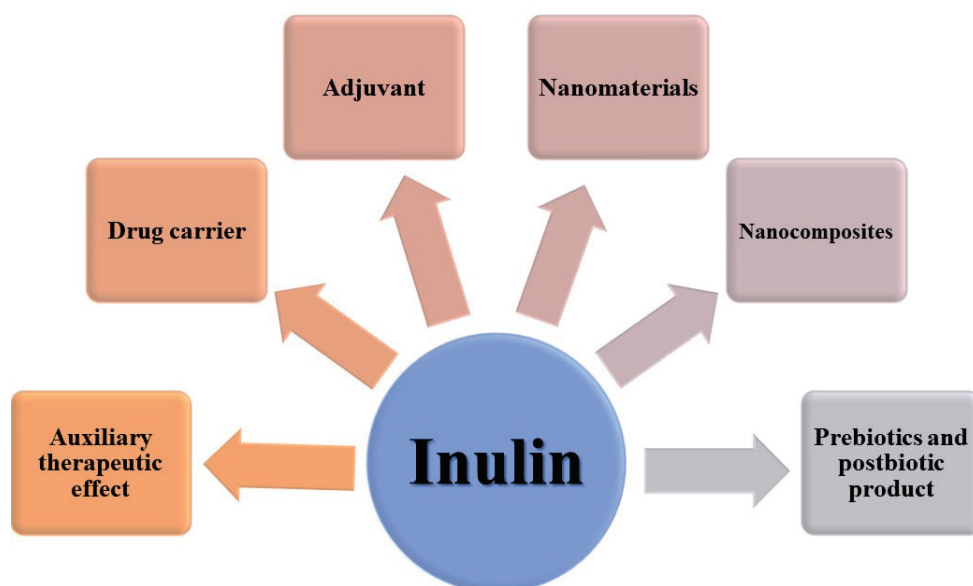 Adjuvant
Nanomaterials
Drug carrier
Nanocomposites
Auxiliary
therapeutic
effect
Inulin
Prebiotics and
postbiotic
product